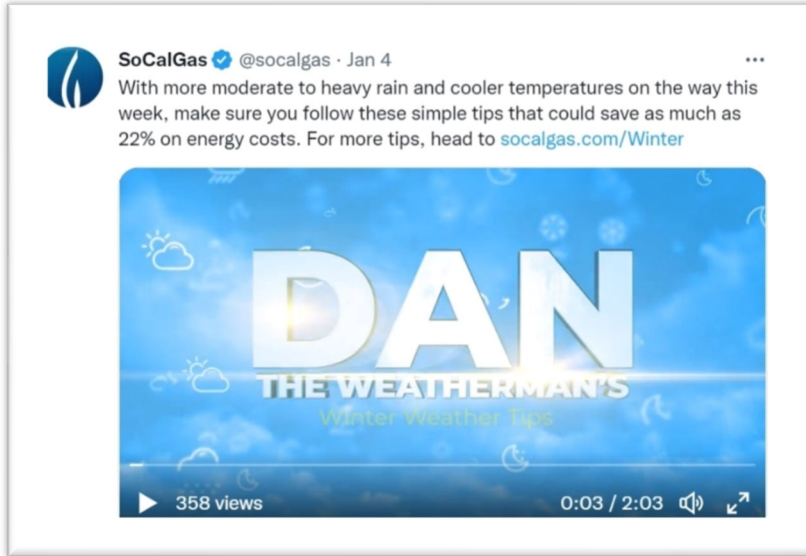 SoCalGas @socalgas · Jan 4
With more moderate to heavy rain and cooler temperatures on the way this
week, make sure you follow these simple tips that could save as much as
22% on energy costs. For more tips, head to socalgas.com/Winter
DAN
THE WEATHERMAN'S
Winter Weather Tips
358 views 0:03 / 2:03